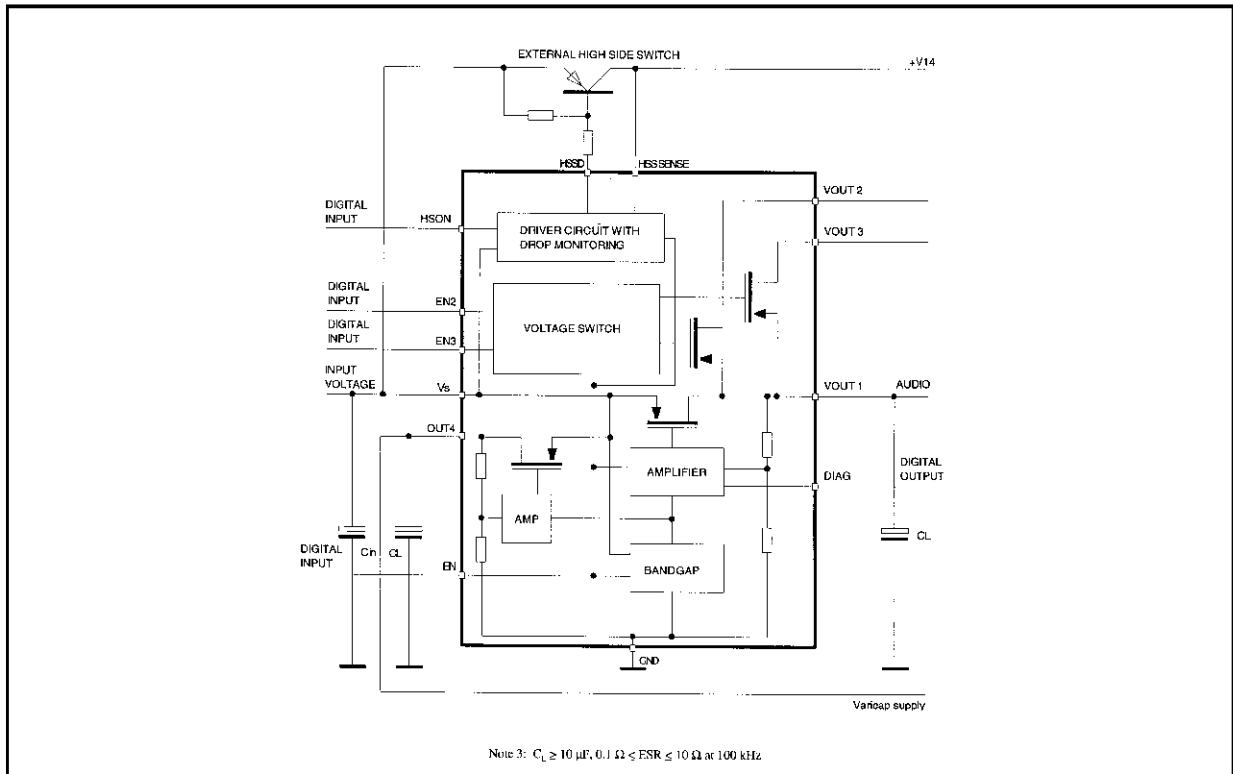 EXTERNAL HIGH SIDE SWITCH
+V14
HSSD
HSSSENSE
VOUT 2
DIGITAL
INPUT
HSON
DRIVER CIRCUIT WITH
DROP MONITORING
VOUT 3
DIGITAL
INPUT
EN2
VOLTAGE SWITCH
DIGITAL
INPUT
EN3
INPUT
VOLTAGE
Vs
VOUT 1
AUDIO
OUT4
AMPLIFIER
DIGITAL
OUTPUT
DIAG
AMP
CL
DIGITAL
INPUT
Cin
CL
EN
BANDGAP
GND
Varicap supply
Note 3: CL ≥ 10 µF, 0.1 Ω ≤ ESR ≤ 10 Ω at 100 kHz